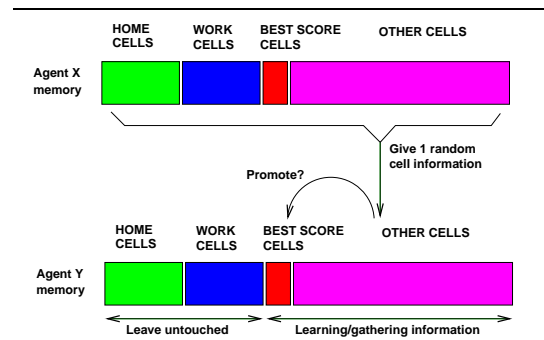 HOME CELLS
WORK CELLS
BEST SCORE CELLS
OTHER CELLS
Agent X memory
Give 1 random cell information
Promote?
HOME CELLS
WORK CELLS
BEST SCORE CELLS
OTHER CELLS
Agent Y memory
Leave untouched
Learning/gathering information